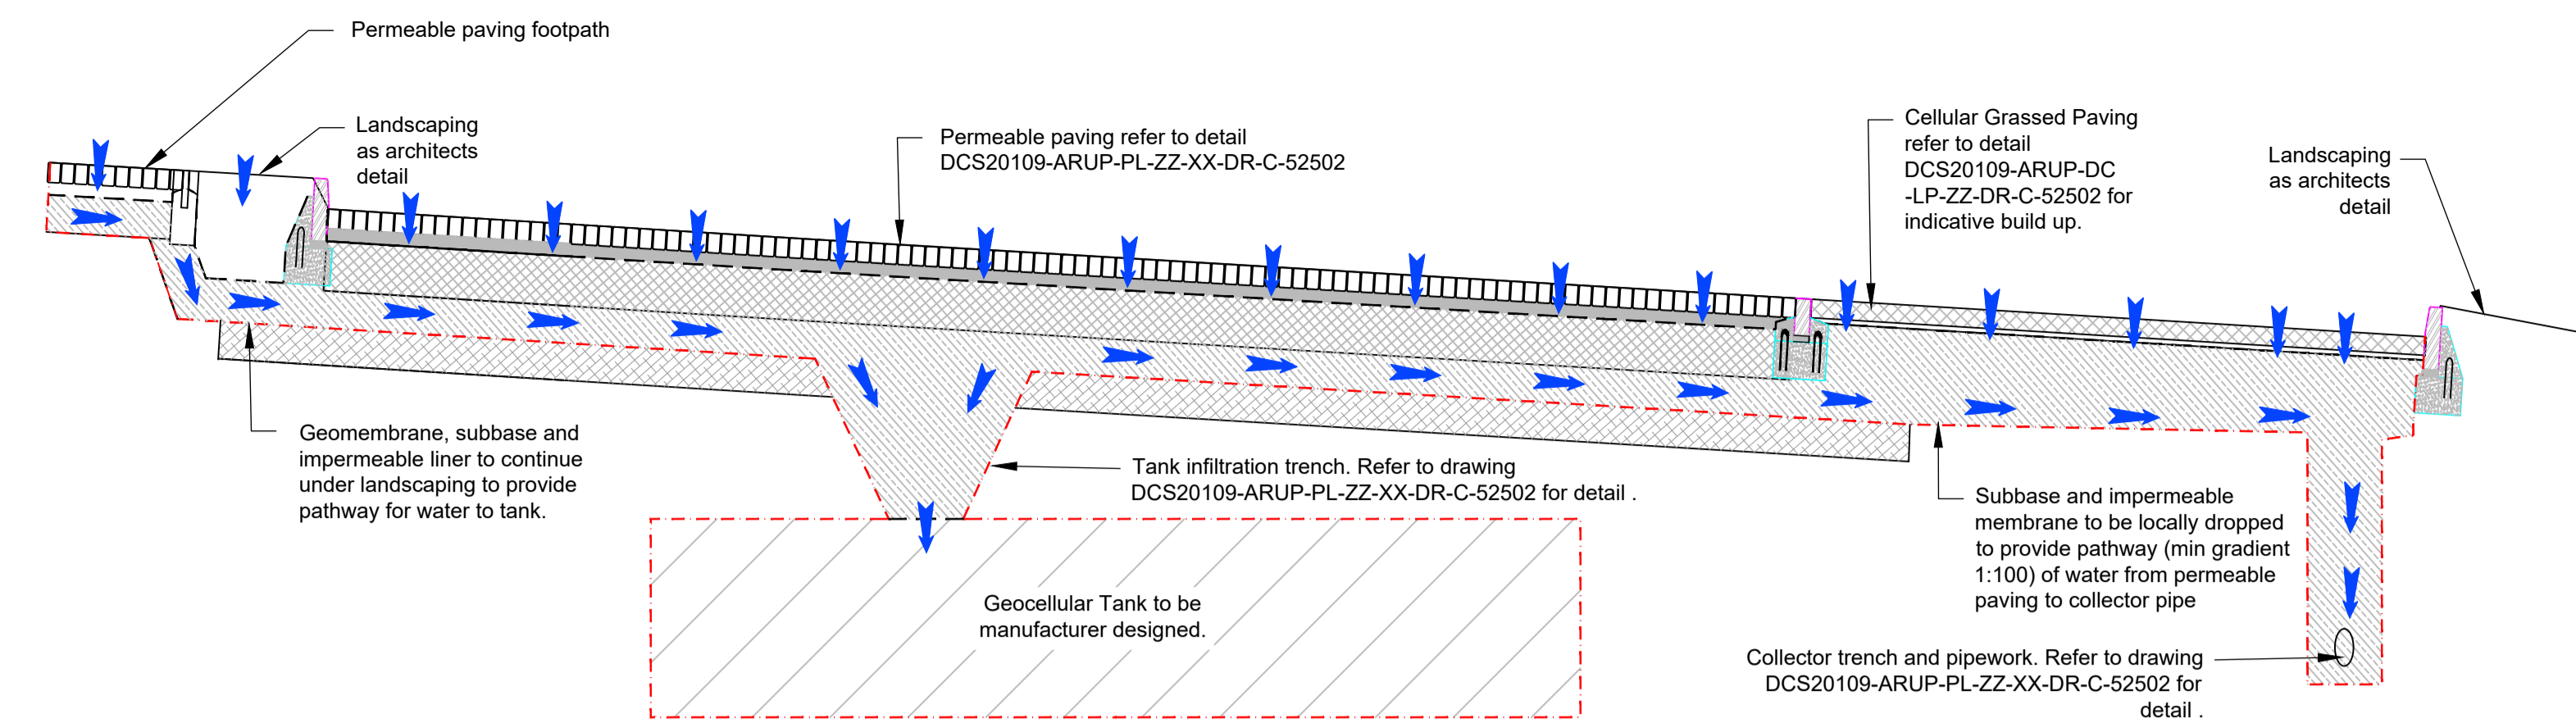 Permeable paving footpath
Landscaping
as architects
detail
Permeable paving refer to detail
DCS20109-ARUP-PL-ZZ-XX-DR-C-52502
Cellular Grassed Paving
refer to detail
DCS20109-ARUP-DC
-LP-ZZ-DR-C-52502 for
indicative build up.
Landscaping
as architects
detail
Geomembrane, subbase and
impermeable liner to continue
under landscaping to provide
pathway for water to tank.
Tank infiltration trench. Refer to drawing
DCS20109-ARUP-PL-ZZ-XX-DR-C-52502 for detail .
Subbase and impermeable
membrane to be locally dropped
to provide pathway (min gradient
1:100) of water from permeable
paving to collector pipe
Geocellular Tank to be
manufacturer designed.
Collector trench and pipework. Refer to drawing
DCS20109-ARUP-PL-ZZ-XX-DR-C-52502 for
detail .